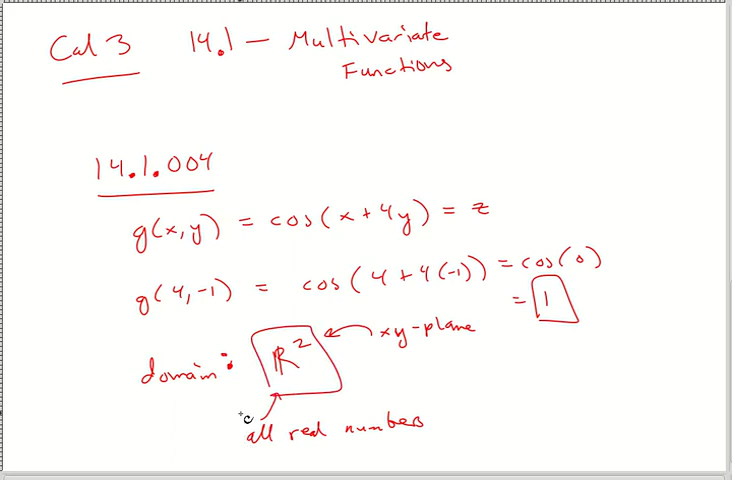 Cal 3 14.1 - Multivariate
Functions
14.1.004
g(x,y) = cos(x+4y) = z
g(4,-1) = cos(4+4(-1)) = cos(0)
= 1
domain: ℝ² xy-plane
all real numbers